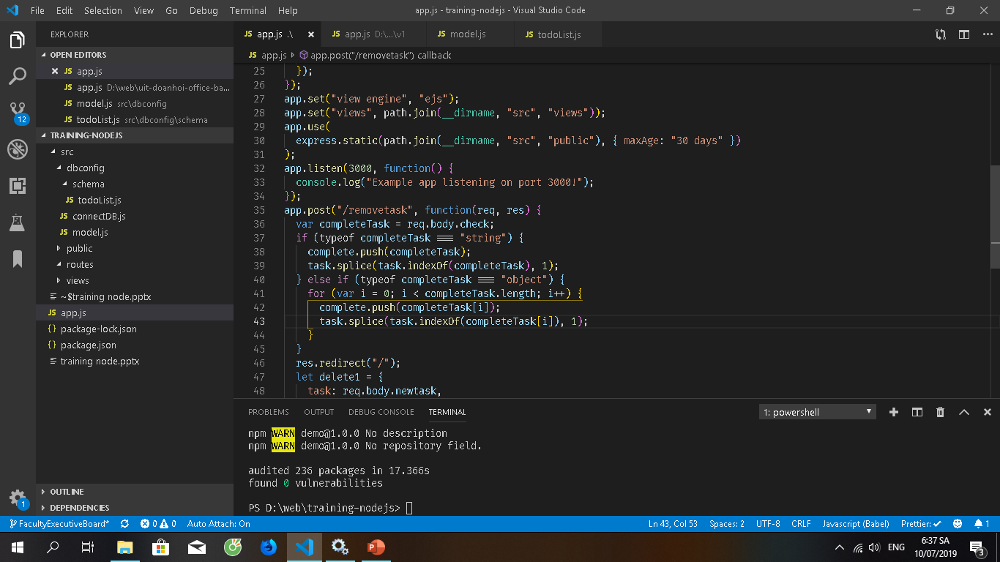 File Edit Selection View Go Debug Terminal Help
app.js - training-nodejs - Visual Studio Code
EXPLORER
OPEN EDITORS
JS app.js
JS app.js D:\web\uit-doanhoi-office-ba...
JS model.js src\dbconfig
JS todoList.js src\dbconfig\schema
TRAINING-NODEJS
src
dbconfig
schema
JS todoList.js
JS connectDB.js
JS model.js
public
routes
views
~$training node.pptx
JS app.js
{} package-lock.json
{} package.json
training node.pptx
OUTLINE
DEPENDENCIES
12
1
JS app.js .\
JS app.js D:\...\v1
JS model.js
JS todoList.js
JS app.js app.post("/removetask") callback
25 });
26 });
27 app.set("view engine", "ejs");
28 app.set("views", path.join(__dirname, "src", "views"));
29 app.use(
30 express.static(path.join(__dirname, "src", "public"), { maxAge: "30 days" })
31 );
32 app.listen(3000, function() {
33 console.log("Example app listening on port 3000!");
34 });
35 app.post("/removetask", function(req, res) {
36 var completeTask = req.body.check;
37 if (typeof completeTask === "string") {
38 complete.push(completeTask);
39 task.splice(task.indexOf(completeTask), 1);
40 } else if (typeof completeTask === "object") {
41 for (var i = 0; i < completeTask.length; i++) {
42 complete.push(completeTask[i]);
43 task.splice(task.indexOf(completeTask[i]), 1);
44 }
45 }
46 res.redirect("/");
47 let delete1 = {
48 task: req.body.newtask,
PROBLEMS OUTPUT DEBUG CONSOLE TERMINAL
1: powershell
npm WARN demo@1.0.0 No description
npm WARN demo@1.0.0 No repository field.
audited 236 packages in 17.366s
found 0 vulnerabilities
PS D:\web\training-nodejs>
FacultyExecutiveBoard* 0 0 Auto Attach: On
Ln 43, Col 53 Spaces: 2 UTF-8 CRLF Javascript (Babel) Prettier: ✓ 1
ENG
6:37 SA
10/07/2019
3